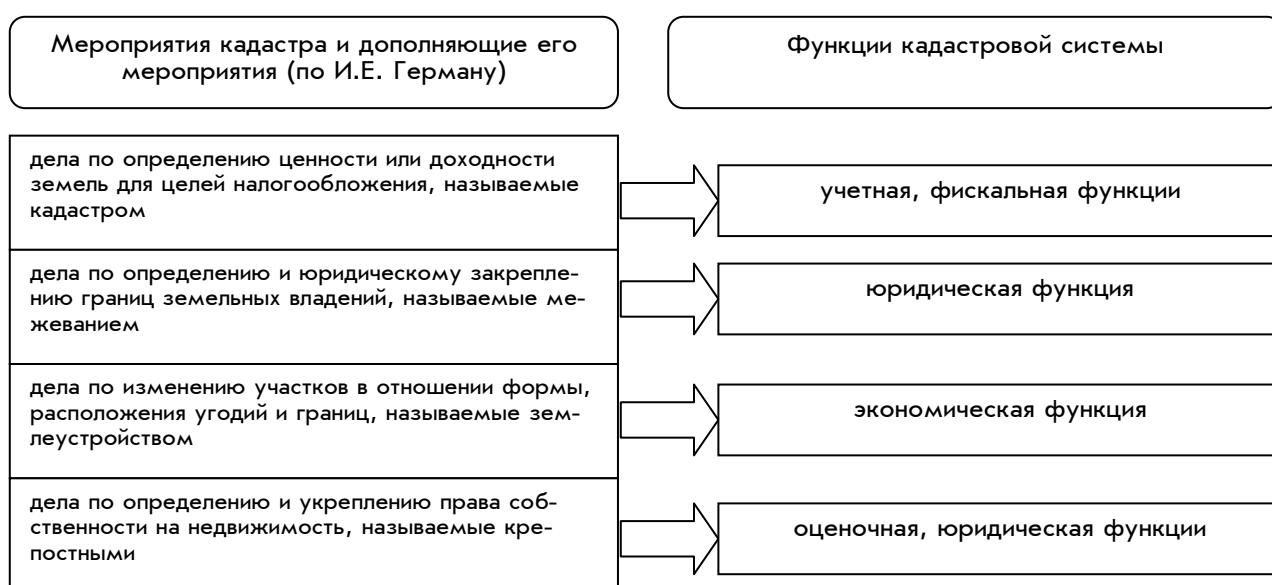 Мероприятия кадастра и дополняющие его
мероприятия (по И.Е. Герману)
Функции кадастровой системы
дела по определению ценности или доходности
земель для целей налогообложения, называемые
кадастром
учетная, фискальная функции
дела по определению и юридическому закрепле-
нию границ земельных владений, называемые ме-
жеванием
юридическая функция
дела по изменению участков в отношении формы,
расположения угодий и границ, называемые зем-
леустройством
экономическая функция
дела по определению и укреплению права соб-
ственности на недвижимость, называемые кре-
постными
оценочная, юридическая функции